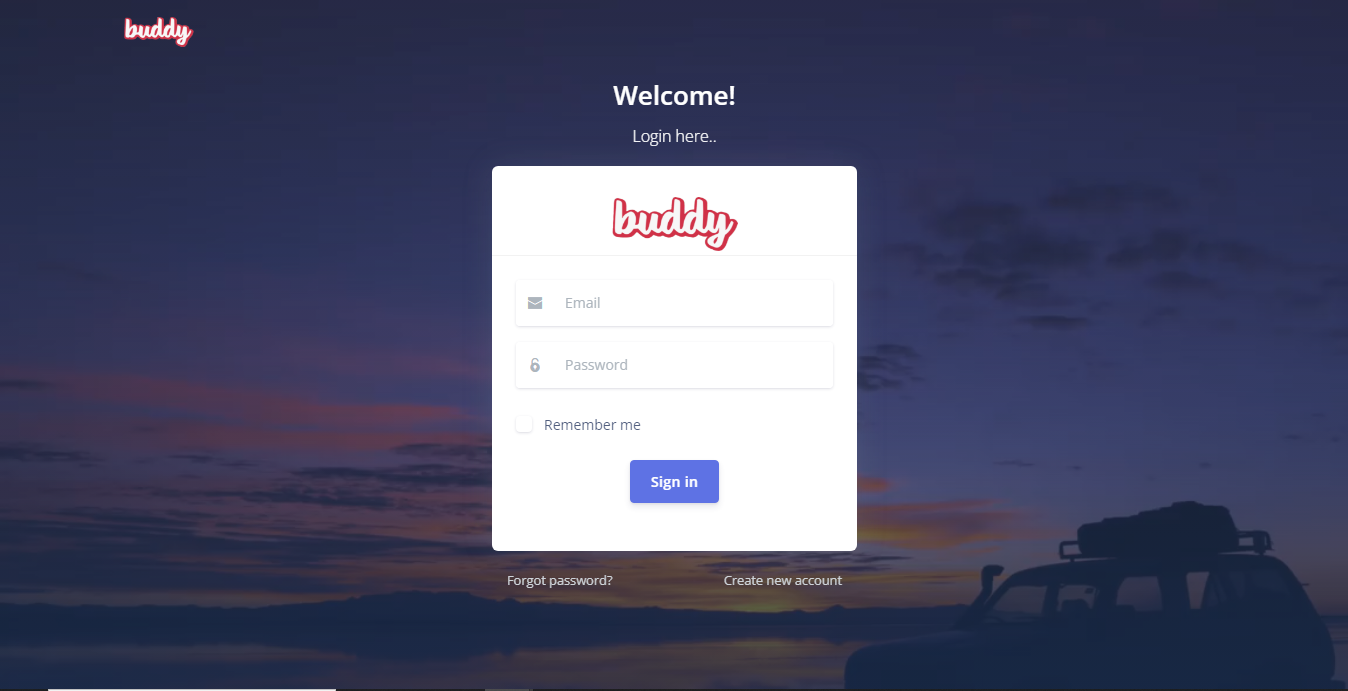 buddy
Welcome!
Login here..
buddy
Email
Password
Remember me
Sign in
Forgot password?
Create new account